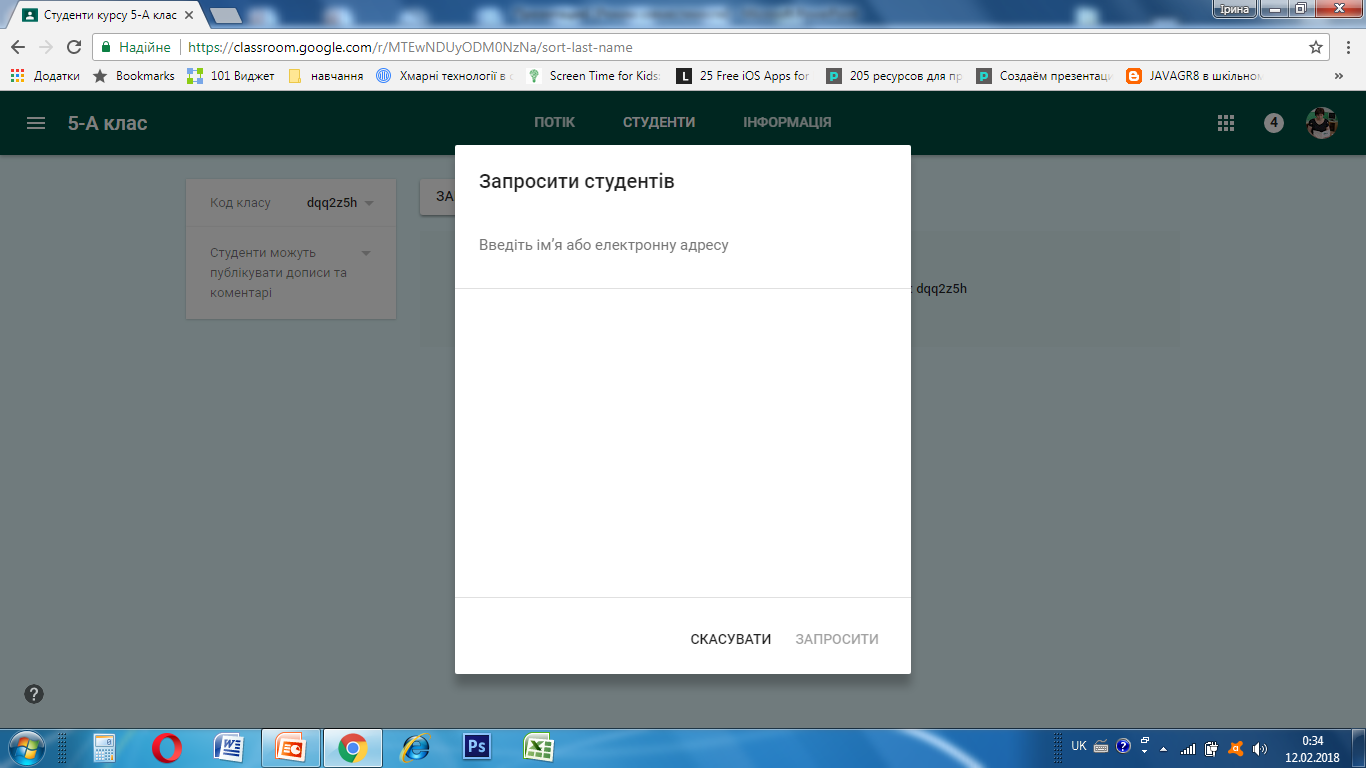 Студенти курсу 5-А клас
Ірина
Надійне
https://classroom.google.com/r/MTEwNDUyODM0NzNa/sort-last-name
Додатки
Bookmarks
101 Виджет
навчання
Хмарні технології в
Screen Time for Kids:
25 Free iOS Apps for
205 ресурсов для
Создаём
JAVAGR8 в
»
5-А клас
ПОТІК
СТУДЕНТИ
ІНФОРМАЦІЯ
4
Код класу
dqq2z5h
Студенти можуть
публікувати дописи та
коментарі
ЗА
Запросити студентів
Введіть ім’я або електронну адресу
: dqq2z5h
СКАСУВАТИ
ЗАПРОСИТИ
?
W
Ps
UK
?
0:34
12.02.2018